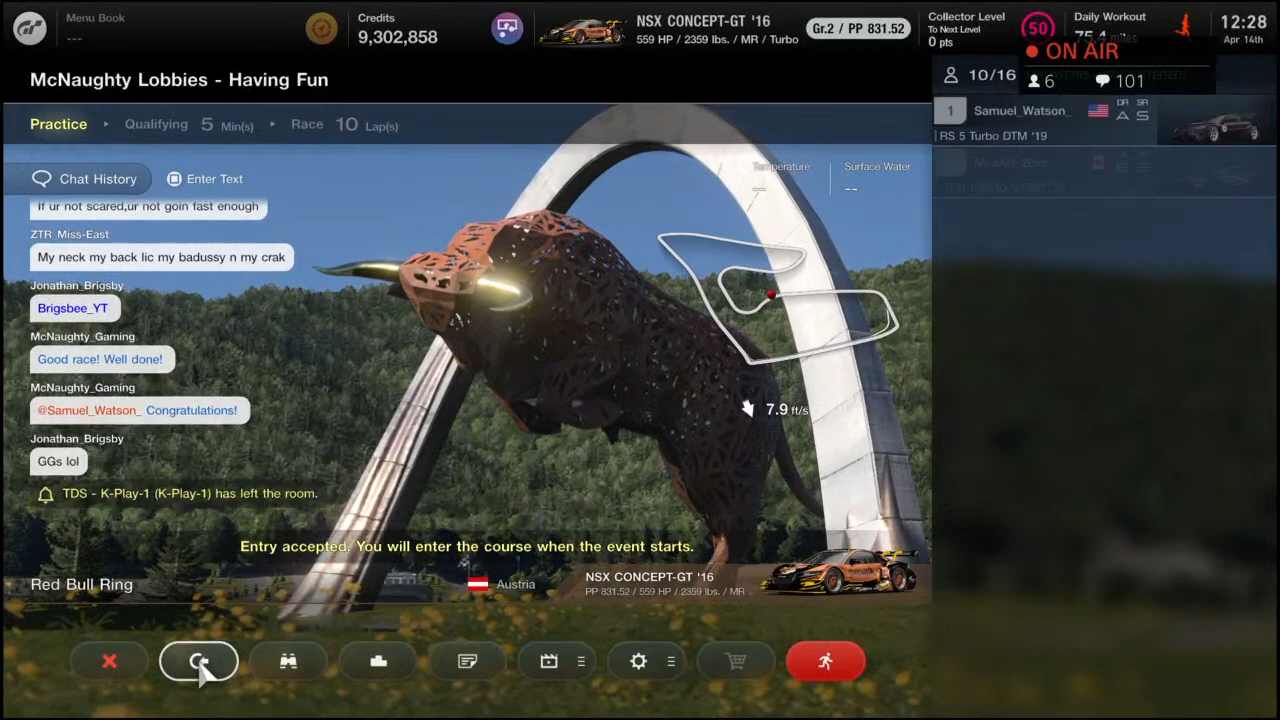 Menu Book
---
Credits
9,302,858
NSX CONCEPT-GT '16
559 HP / 2359 lbs. / MR / Turbo
Gr.2 / PP 831.52
Collector Level
To Next Level
0 pts
50
Daily Workout
75.4 miles
12:28
Apr 14th
ON AIR
6
101
McNaughty Lobbies - Having Fun
10/16
Practice
Qualifying 5 Min(s)
Race 10 Lap(s)
1
Samuel_Watson_
DR
A
SR
S
RS 5 Turbo DTM '19
Chat History
Enter Text
Temperature
--
Surface Water
--
If ur not scared,ur not goin fast enough
ZTR_Miss-East
My neck my back lic my badussy n my crak
Jonathan_Brigsby
Brigsbee_YT
McNaughty_Gaming
Good race! Well done!
McNaughty_Gaming
@Samuel_Watson_ Congratulations!
Jonathan_Brigsby
GGs lol
TDS - K-Play-1 (K-Play-1) has left the room.
7.9 ft/s
Entry accepted. You will enter the course when the event starts.
Red Bull Ring
Austria
NSX CONCEPT-GT '16
PP 831.52 / 559 HP / 2359 lbs. / MR